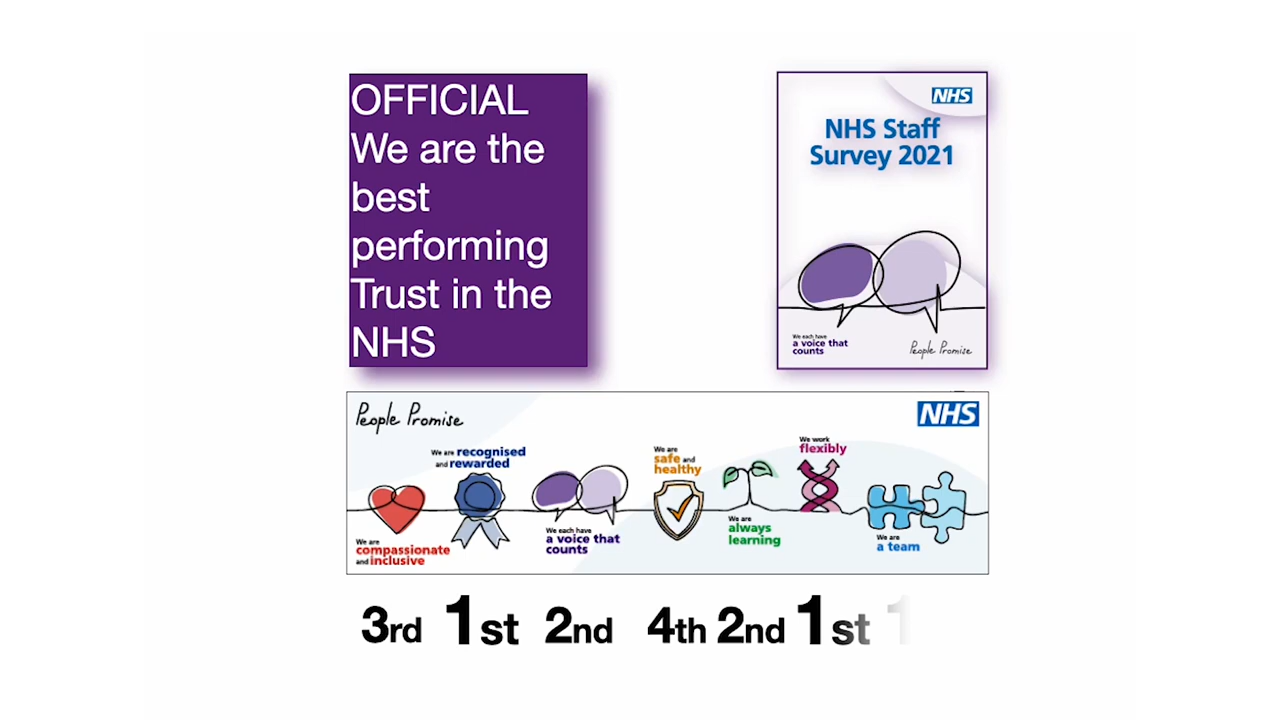 OFFICIAL
We are the
best
performing
Trust in the
NHS
NHS
NHS Staff
Survey 2021
We each have
a voice that
counts
People Promise
People Promise
NHS
We are
compassionate
and inclusive
We are recognised
and rewarded
We each have
a voice that
counts
We are
safe and
healthy
We are
always
learning
We work
flexibly
We are
a team
3rd 1st 2nd 4th 2nd 1st 1